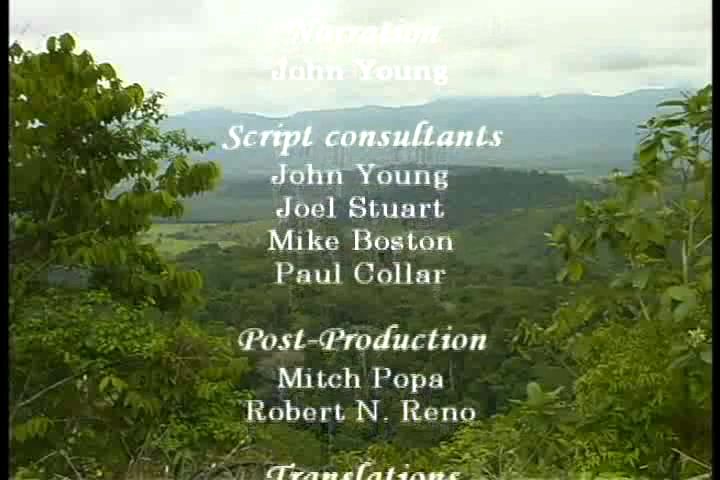 Narration
John Young
Script consultants
John Young
Joel Stuart
Mike Boston
Paul Collar
Post-Production
Mitch Popa
Robert N. Reno
Translations